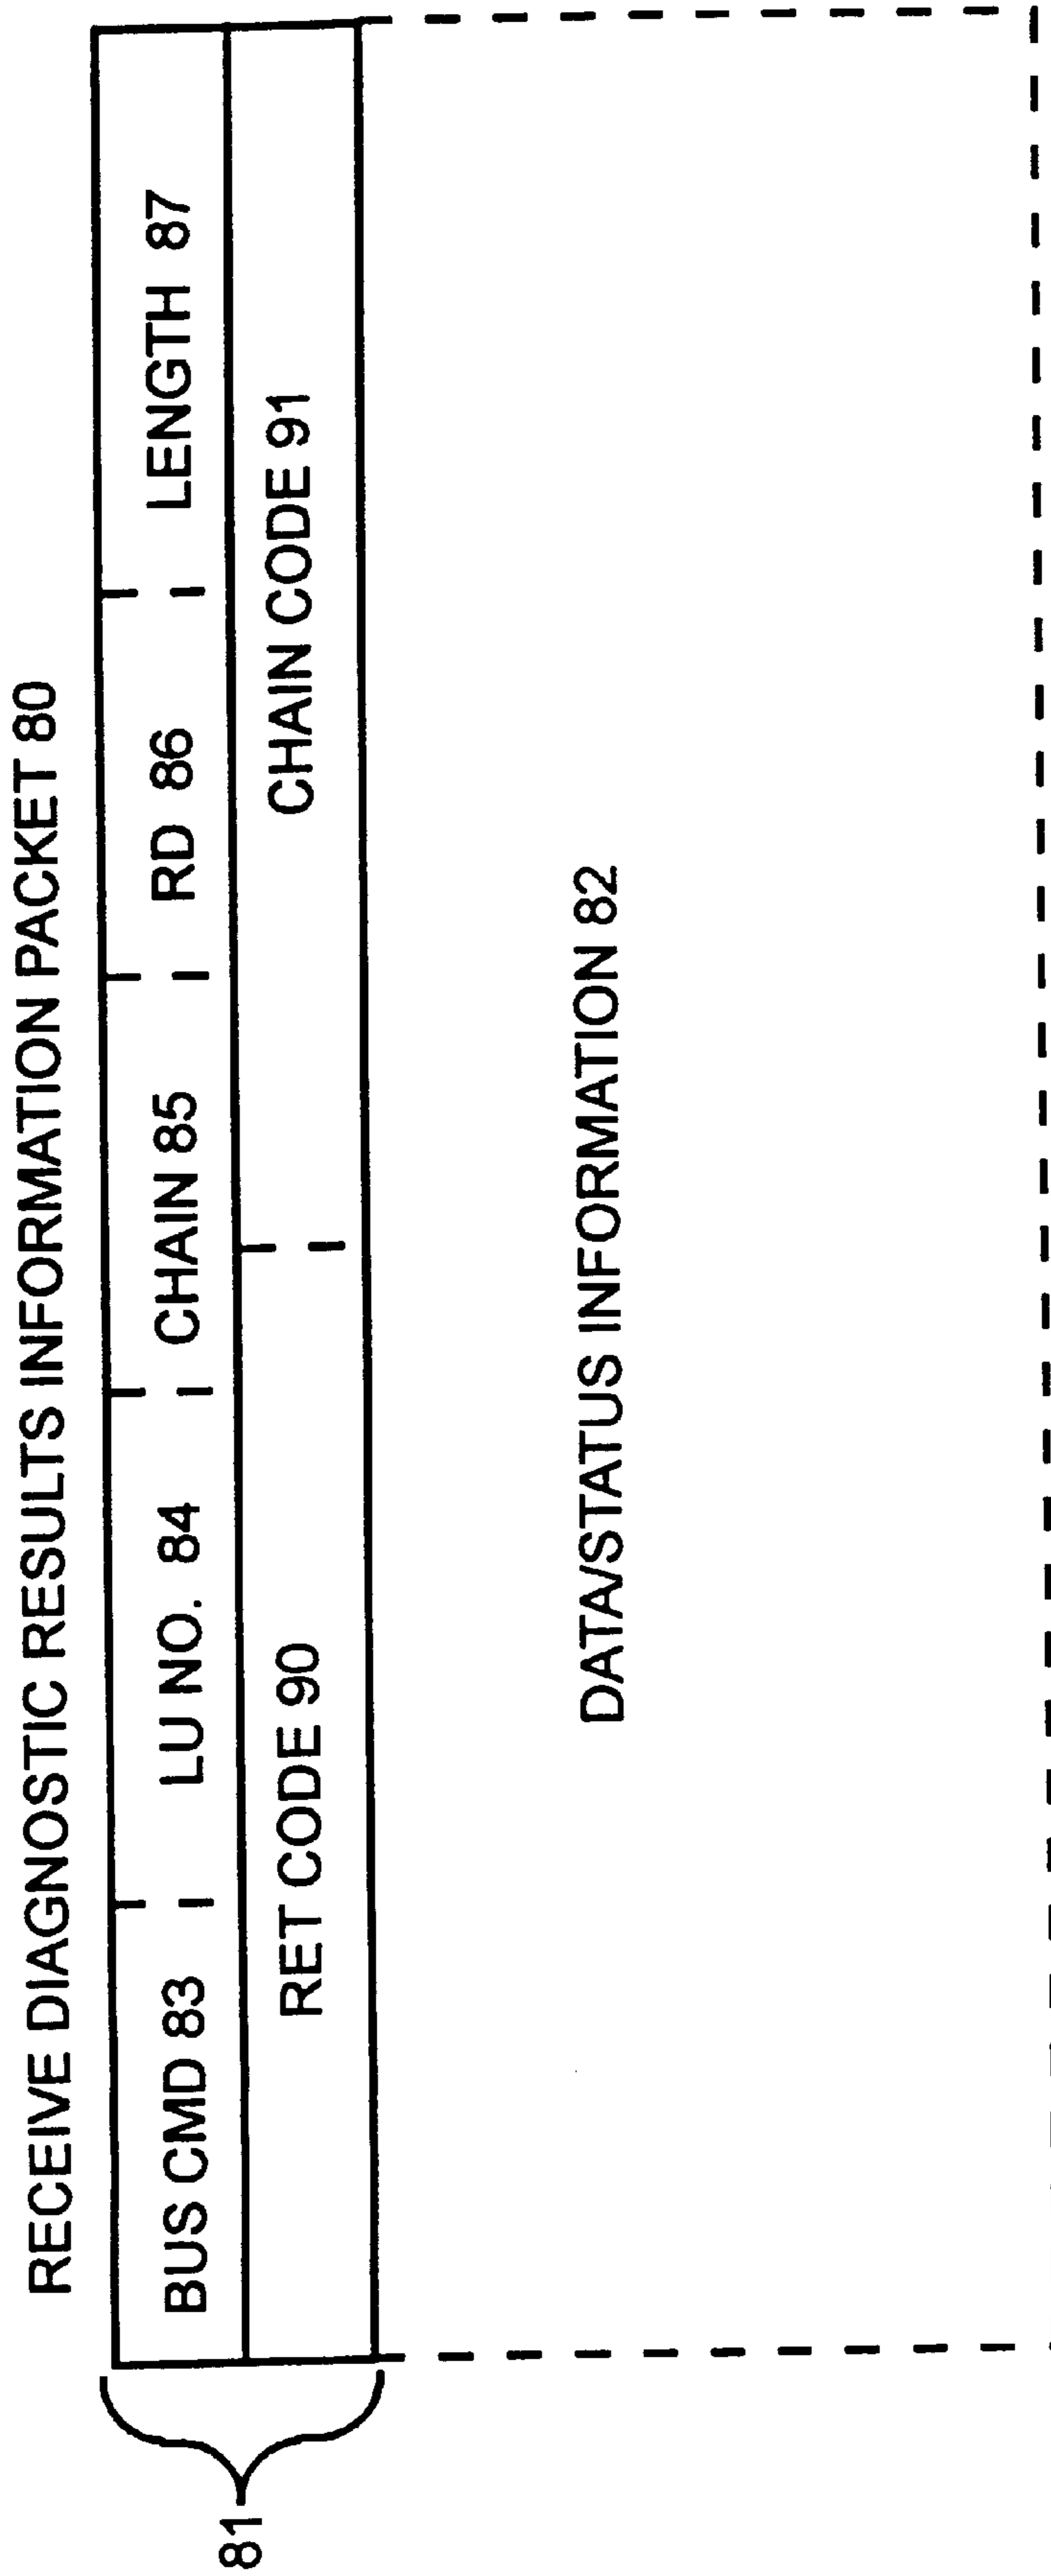 RECEIVE DIAGNOSTIC RESULTS INFORMATION PACKET 80
BUS CMD 83 LU NO. 84 CHAIN 85 RD 86 LENGTH 87
81
RET CODE 90 CHAIN CODE 91
DATA/STATUS INFORMATION 82